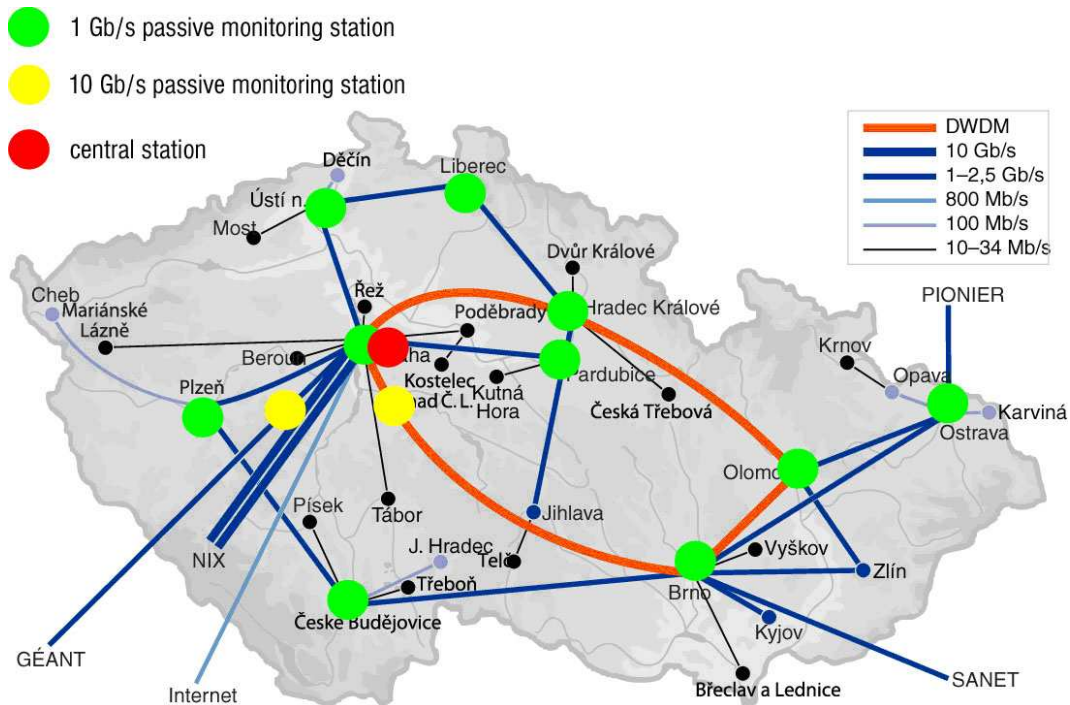 1 Gb/s passive monitoring station
10 Gb/s passive monitoring station
central station
DWDM
10 Gb/s
1–2,5 Gb/s
800 Mb/s
100 Mb/s
10–34 Mb/s
Děčín
Liberec
Ústí n.
Most
Dvůr Králové
Cheb
Mariánské
Lázně
Řež
Poděbrady
Hradec Králové
PIONIER
Beroun
aha
Pardubice
Krnov
Opava
Plzeň
Kostelec
nad Č.L.
Kutná
Hora
Česká Třebová
Karviná
Ostrava
Olomo
Písek
Tábor
Jihlava
NIX
J. Hradec
Telč
Vyškov
Zlín
Třeboň
Brno
České Budějovice
Kyjov
GÉANT
Internet
Břeclav a Lednice
SANET